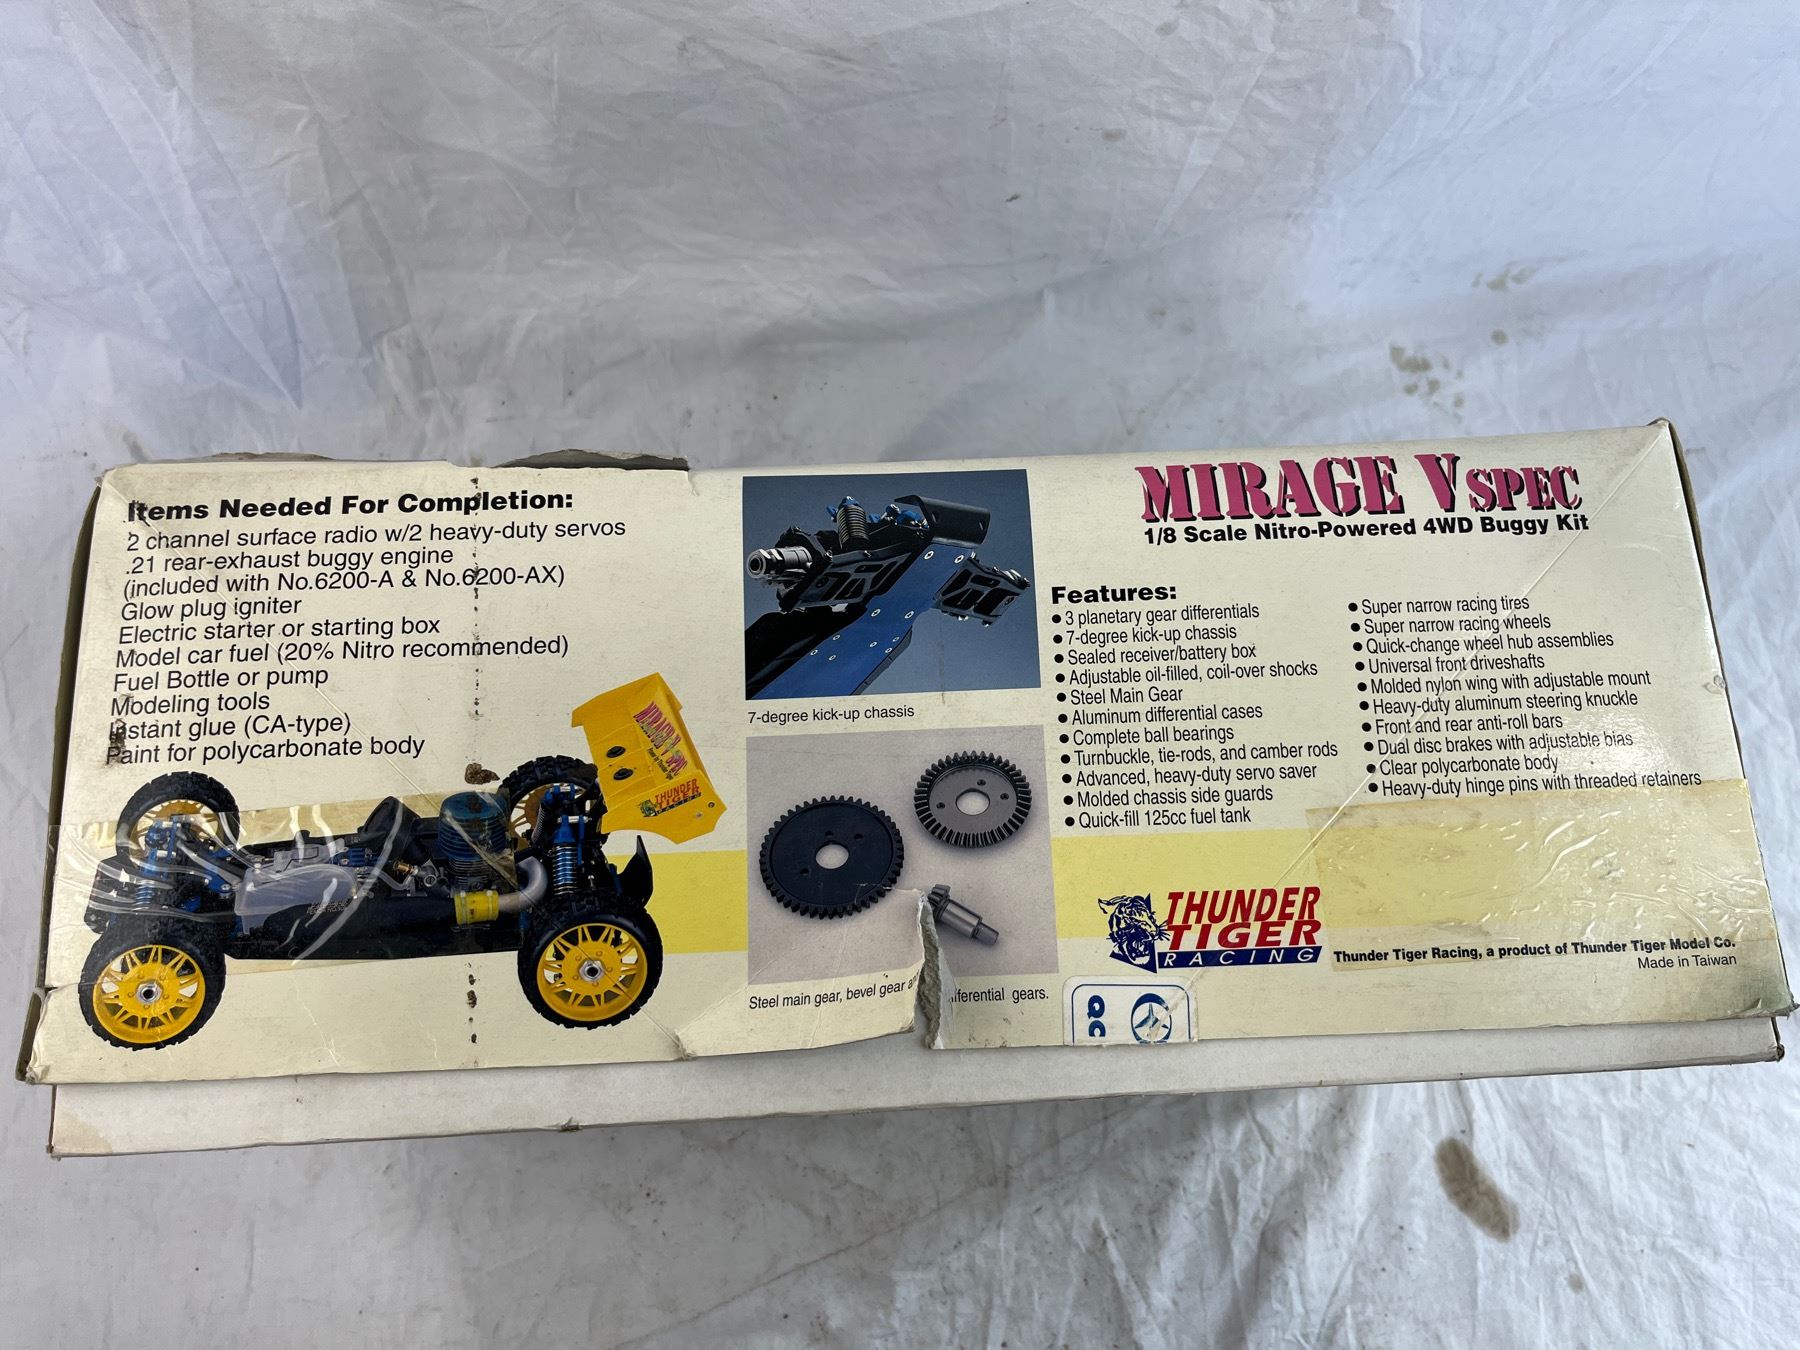 Items Needed For Completion:
2 channel surface radio w/2 heavy-duty servos
.21 rear-exhaust buggy engine
(included with No.6200-A & No.6200-AX)
Glow plug igniter
Electric starter or starting box
Model car fuel (20% Nitro recommended)
Fuel Bottle or pump
Modeling tools
Instant glue (CA-type)
Paint for polycarbonate body
MIRAGE V SPEC
THUNDER
TIGER
RACING
7-degree kick-up chassis
Steel main gear, bevel gear
ifferential gears.
MIRAGE V SPEC
1/8 Scale Nitro-Powered 4WD Buggy Kit
Features:
• 3 planetary gear differentials
• 7-degree kick-up chassis
• Sealed receiver/battery box
• Adjustable oil-filled, coil-over shocks
• Steel Main Gear
• Aluminum differential cases
• Complete ball bearings
• Turnbuckle, tie-rods, and camber rods
• Advanced, heavy-duty servo saver
• Molded chassis side guards
• Quick-fill 125cc fuel tank
• Super narrow racing tires
• Super narrow racing wheels
• Quick-change wheel hub assemblies
• Universal front driveshafts
• Molded nylon wing with adjustable mount
• Heavy-duty aluminum steering knuckle
• Front and rear anti-roll bars
• Dual disc brakes with adjustable bias
• Clear polycarbonate body
• Heavy-duty hinge pins with threaded retainers
THUNDER
TIGER
RACING
Thunder Tiger Racing, a product of Thunder Tiger Model Co.
Made in Taiwan